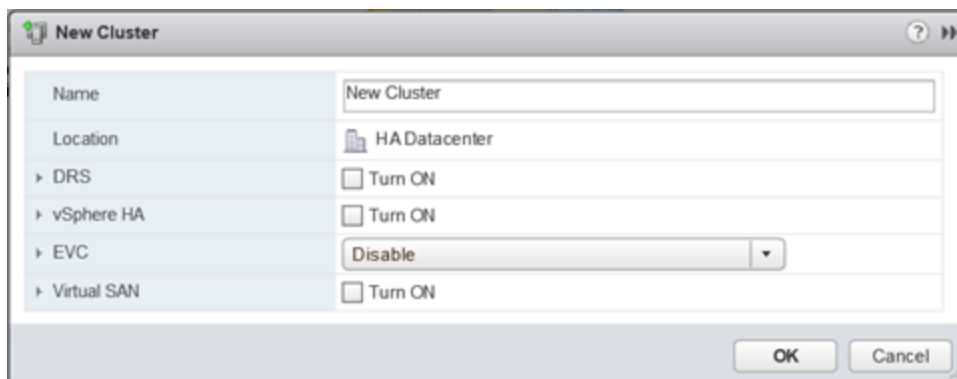 New Cluster
Name New Cluster
Location HA Datacenter
DRS Turn ON
vSphere HA Turn ON
EVC Disable
Virtual SAN Turn ON
OK Cancel